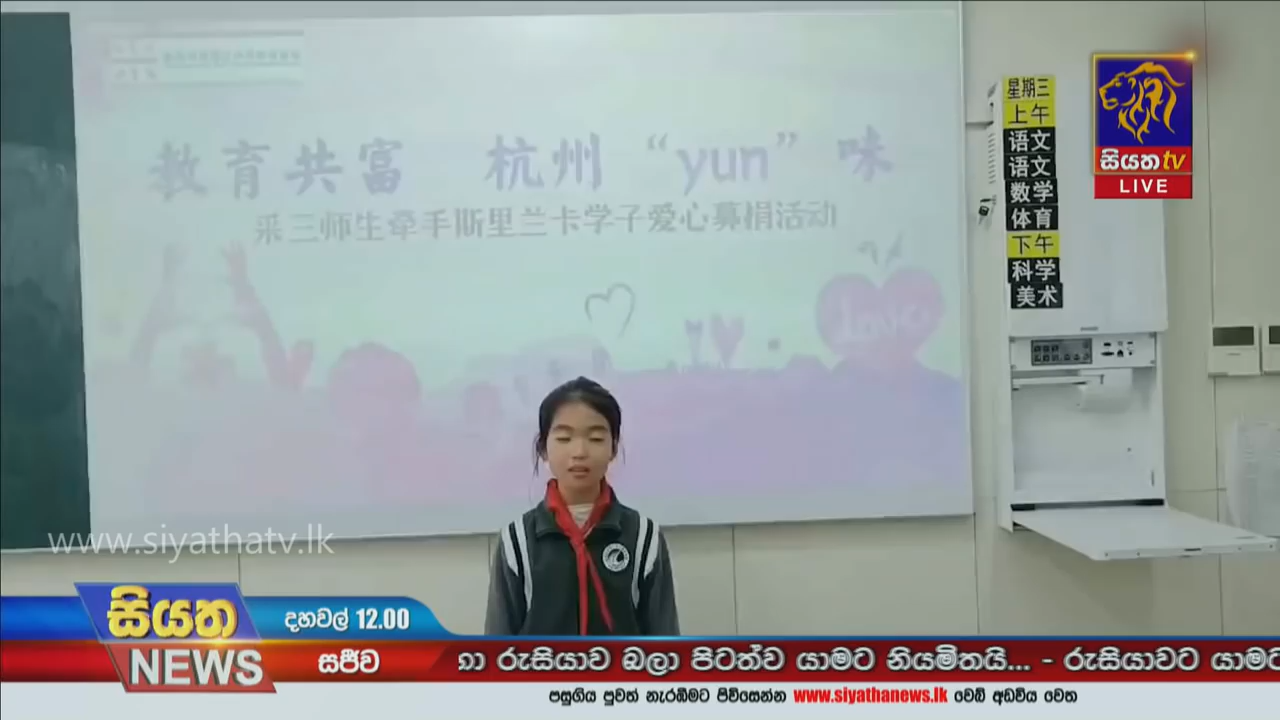 教育共富 杭州“yun”味
采三师生牵手斯里兰卡学子爱心募捐活动
星期三
上午
语文
语文
数学
体育
下午
科学
美术
සියත tv
LIVE
www.siyathatv.lk
සියත
NEWS
දහවල් 12.00
සජීව
රුසියාව බලා පිටත්ව යාමට නියමිතයි... - රුසියාවට යාමට
පසුගිය පුවත් නැරඹීමට පිවිසෙන්න www.siyathanews.lk වෙබ් අඩවිය වෙත
Love